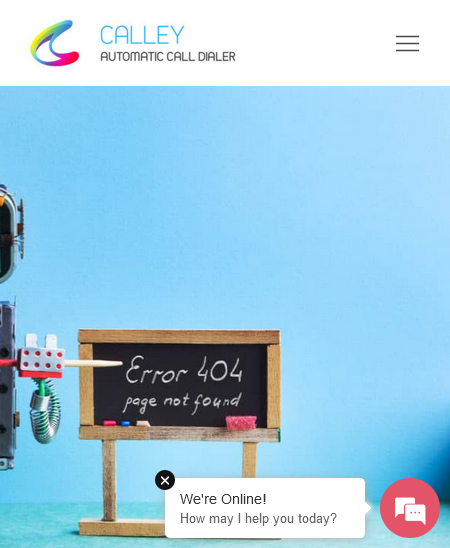 CALLEY
AUTOMATIC CALL DIALER
Error 404
page not found
We're Online!
How may I help you today?